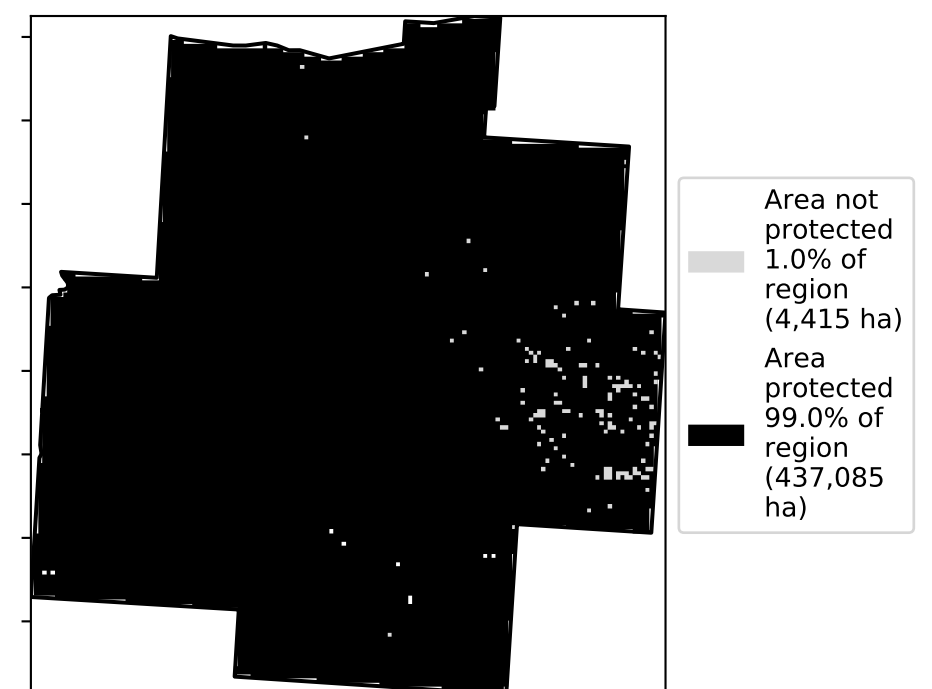 Area not
protected
1.0% of
region
(4,415 ha)
Area
protected
99.0% of
region
(437,085
ha)